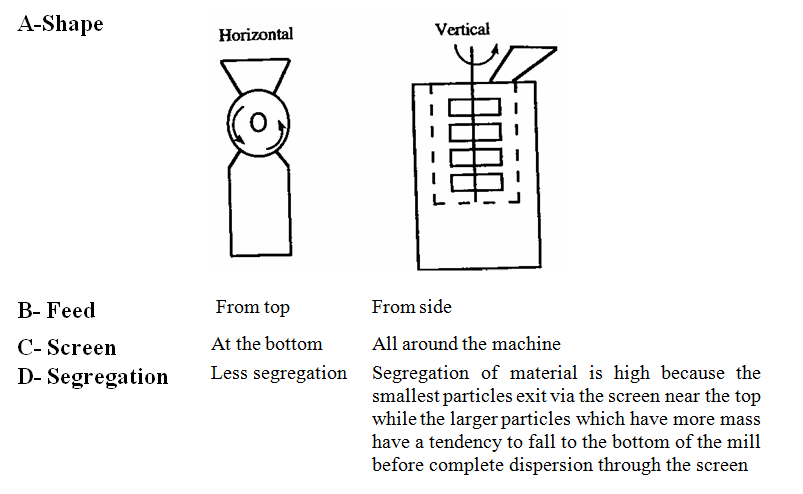 A-Shape
Horizontal
Vertical
B- Feed
From top
From side
C- Screen
At the bottom
All around the machine
D- Segregation
Less segregation
Segregation of material is high because the
smallest particles exit via the screen near the top
while the larger particles which have more mass
have a tendency to fall to the bottom of the mill
before complete dispersion through the screen